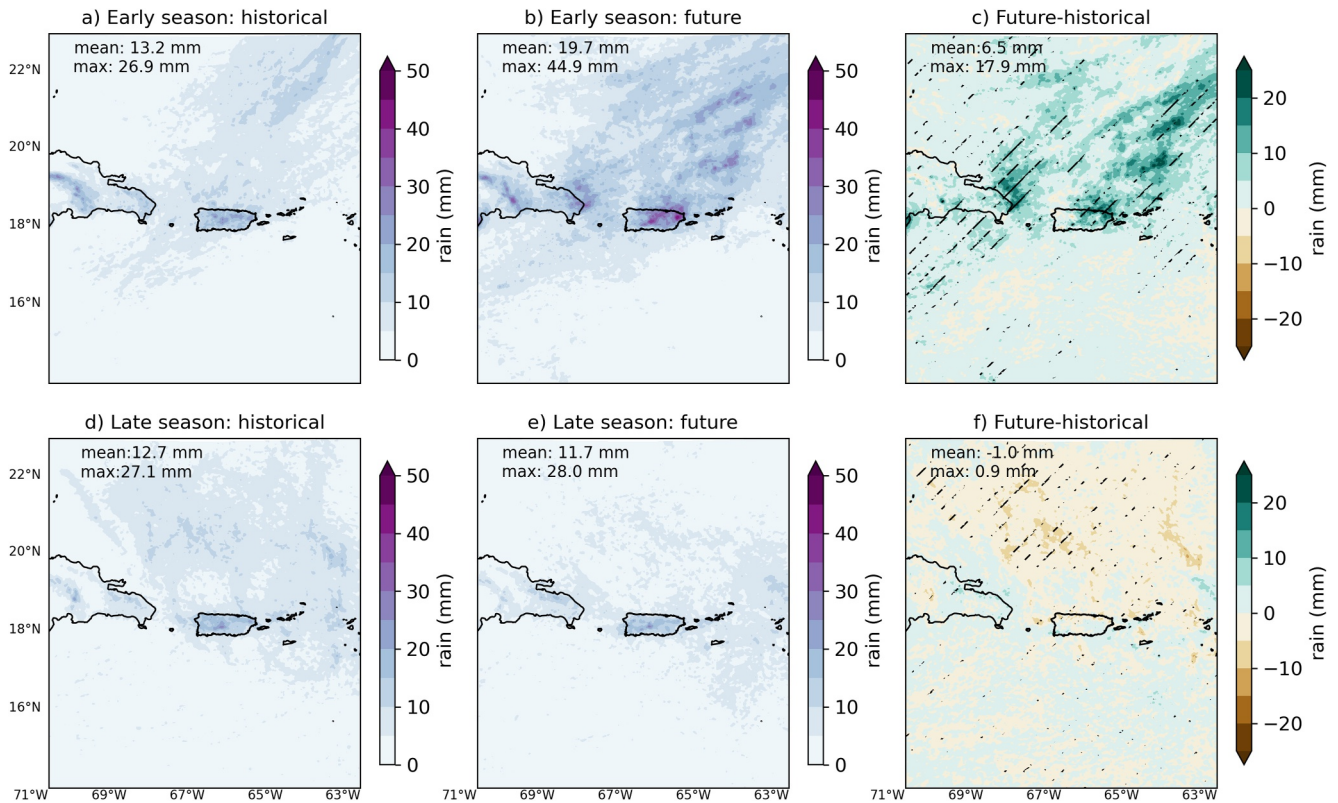 a) Early season: historical
b) Early season: future
c) Future-historical
mean: 13.2 mm
max: 26.9 mm
mean: 19.7 mm
max: 44.9 mm
mean:6.5 mm
max: 17.9 mm
22°N
20°N
18°N
16°N
50
40
30
20
10
0
rain (mm)
50
40
30
20
10
0
rain (mm)
20
10
0
−10
−20
rain (mm)
d) Late season: historical
e) Late season: future
f) Future-historical
mean:12.7 mm
max:27.1 mm
mean: 11.7 mm
max: 28.0 mm
mean: -1.0 mm
max: 0.9 mm
22°N
20°N
18°N
16°N
50
40
30
20
10
0
rain (mm)
50
40
30
20
10
0
rain (mm)
20
10
0
−10
−20
rain (mm)
71°W 69°W 67°W 65°W 63°W
71°W 69°W 67°W 65°W 63°W
71°W 69°W 67°W 65°W 63°W